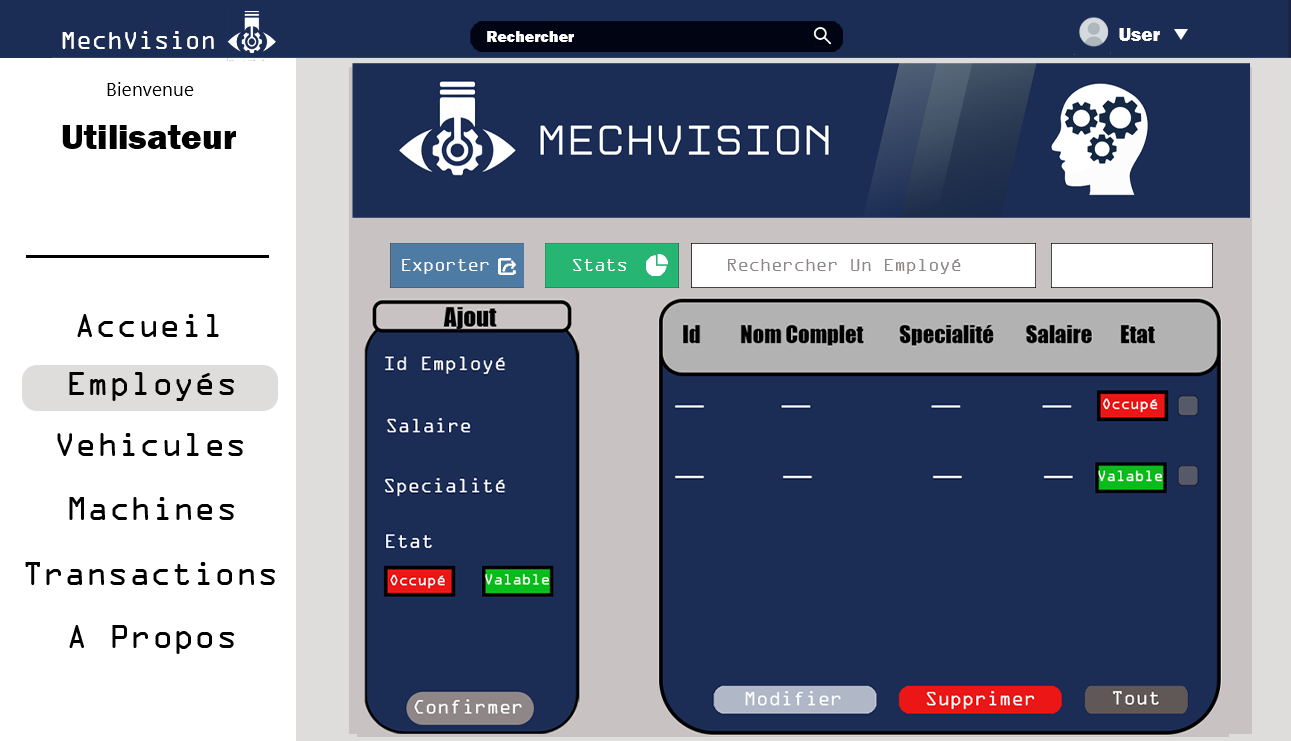 MechVision
Rechercher
User
Bienvenue
Utilisateur
Accueil
Employés
Vehicules
Machines
Transactions
A Propos
MECHVISION
Exporter
Stats
Rechercher Un Employé
Ajout
Id Employé
Salaire
Specialité
Etat
Occupé Valable
Confirmer
Id Nom Complet Specialité Salaire Etat
Occupé
Valable
Modifier Supprimer Tout